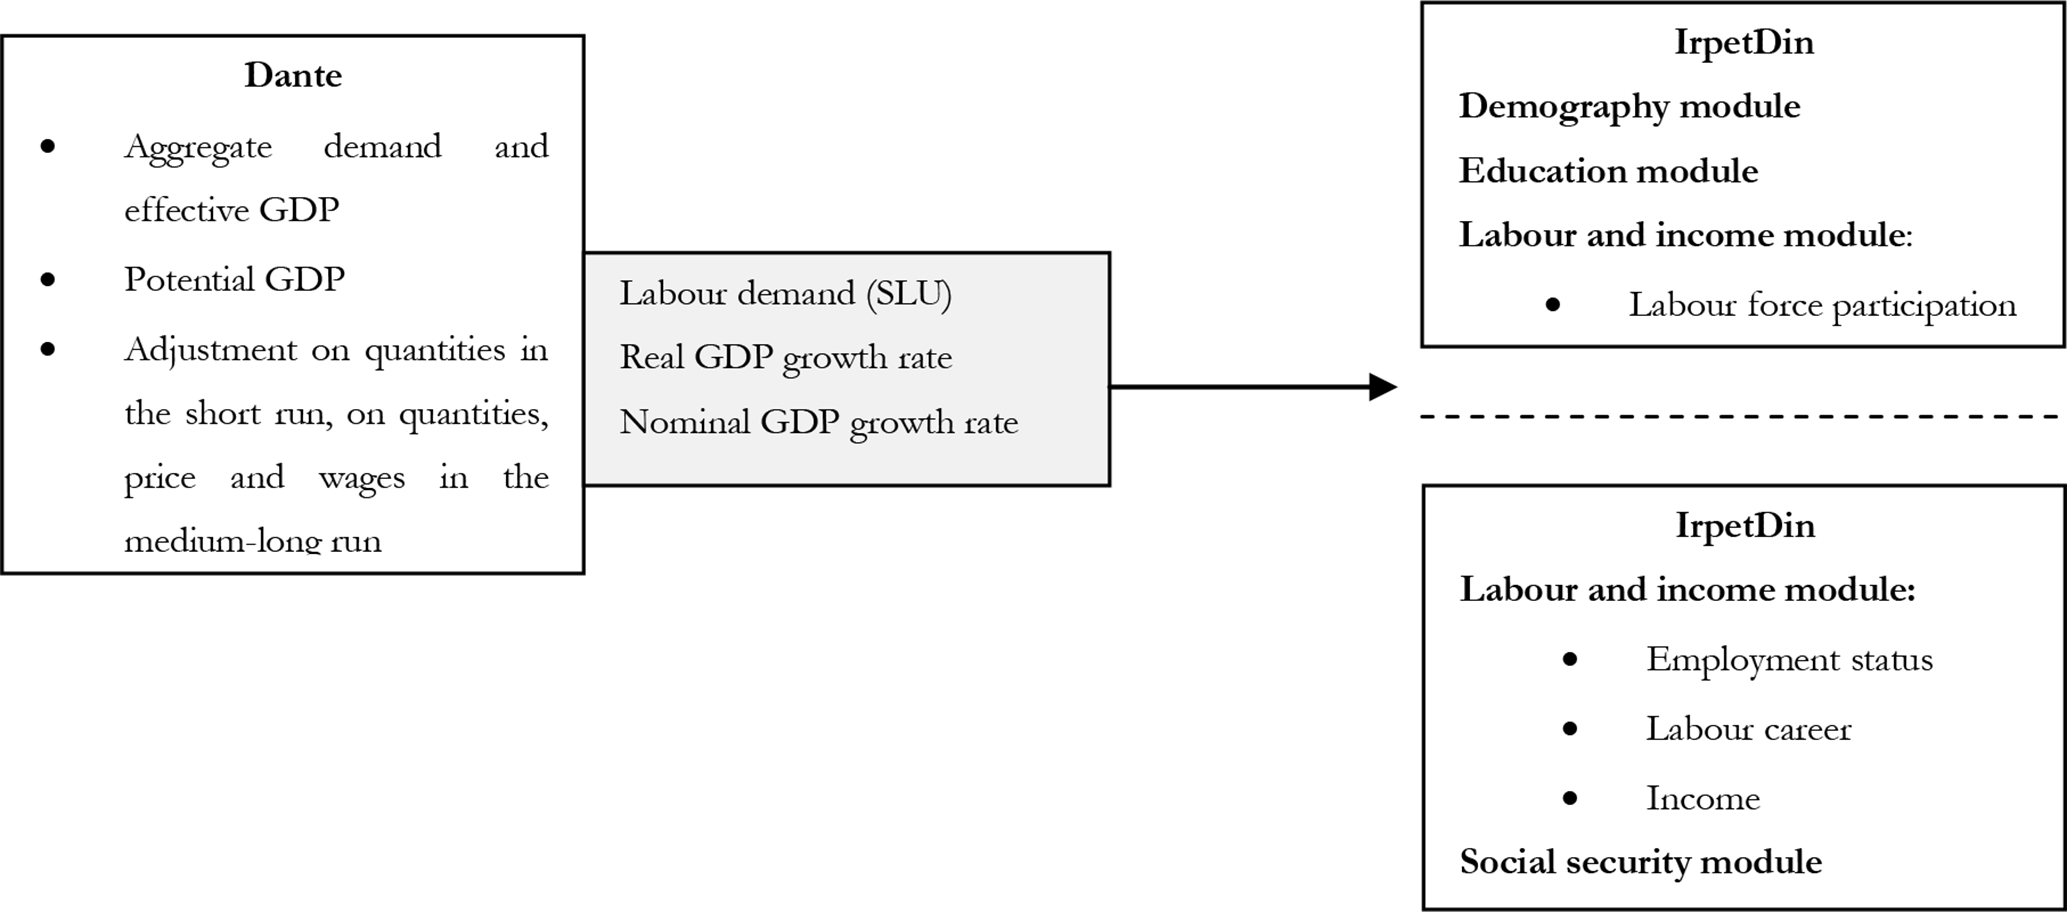 Dante
• Aggregate demand and
effective GDP
• Potential GDP
• Adjustment on quantities in
the short run, on quantities,
price and wages in the
medium-long run
Labour demand (SLU)
Real GDP growth rate
Nominal GDP growth rate
IrpetDin
Demography module
Education module
Labour and income module:
• Labour force participation
IrpetDin
Labour and income module:
• Employment status
• Labour career
• Income
Social security module